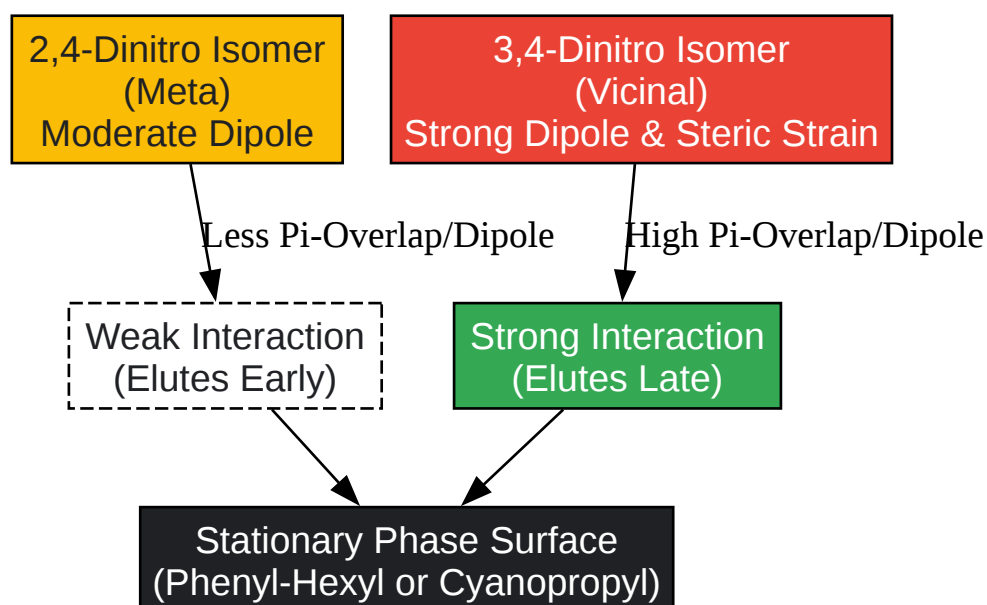 2,4-Dinitro Isomer
(Meta)
Moderate Dipole
3,4-Dinitro Isomer
(Vicinal)
Strong Dipole & Steric Strain
Less Pi-Overlap/Dipole
High Pi-Overlap/Dipole
Weak Interaction
(Elutes Early)
Strong Interaction
(Elutes Late)
Stationary Phase Surface
(Phenyl-Hexyl or Cyanopropyl)